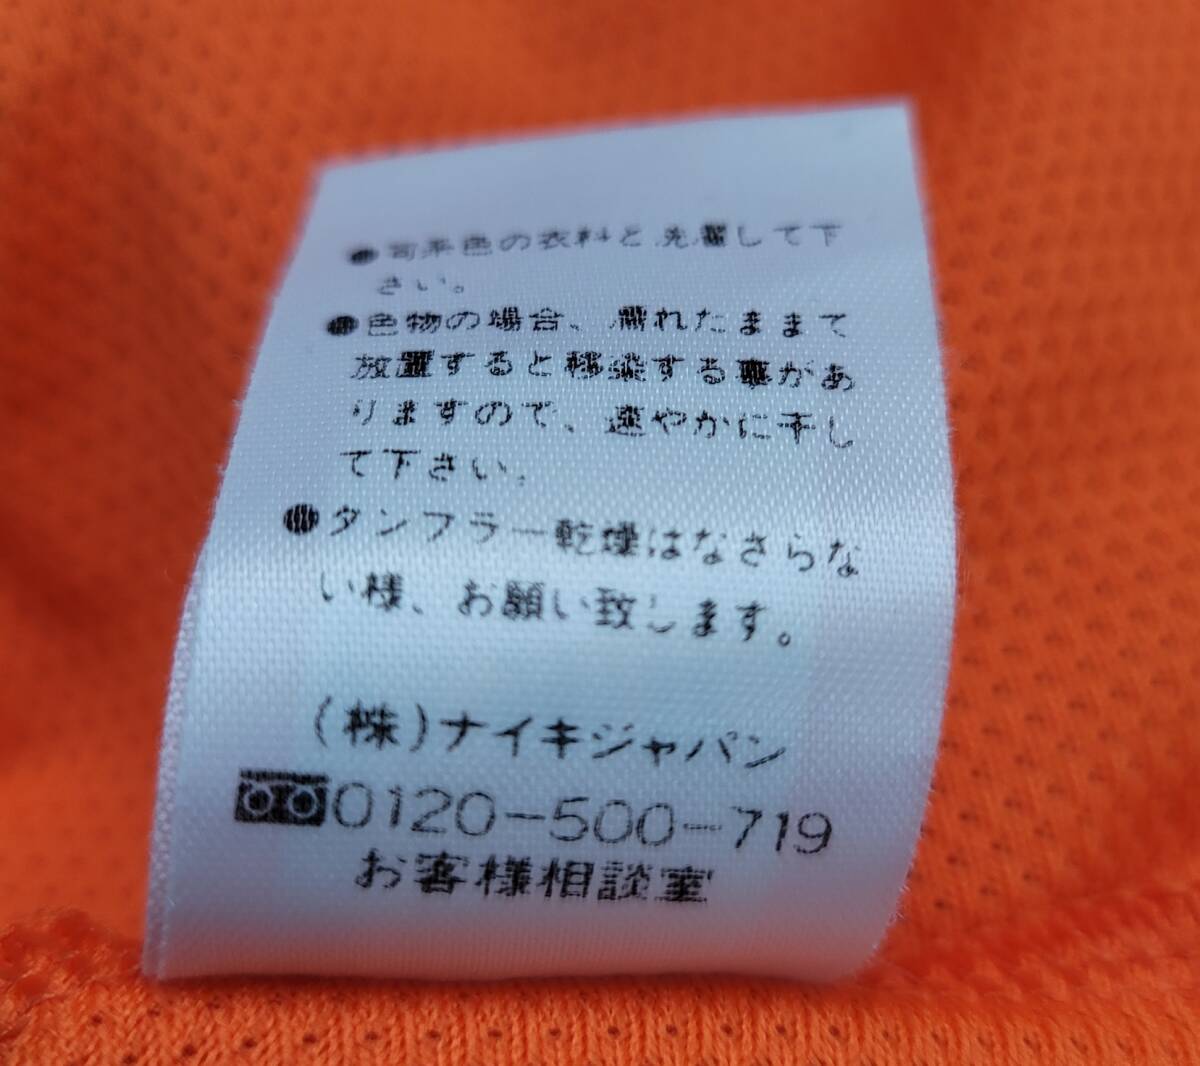 ●同系色の衣料と洗濯して下
さい。
●色物の場合、濡れたままで
放置すると移染する事があ
りますので、速やかに干し
て下さい。
●タンブラー乾燥はなさらな
い様、お願い致します。
(株)ナイキジャパン
0120-500-719
お客様相談室